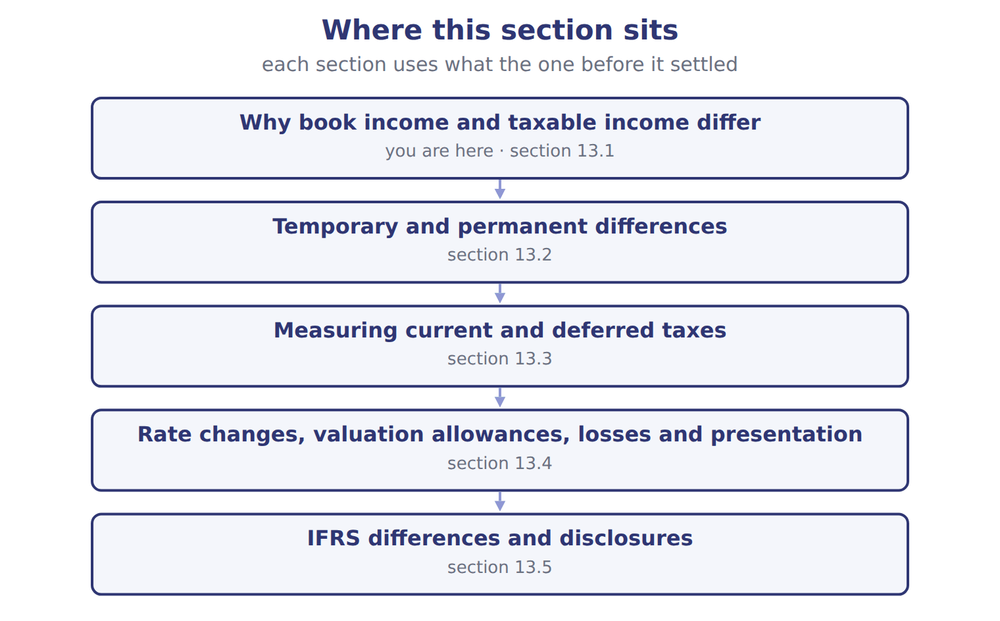 Where this section sits
each section uses what the one before it settled
Why book income and taxable income differ
you are here · section 13.1
Temporary and permanent differences
section 13.2
Measuring current and deferred taxes
section 13.3
Rate changes, valuation allowances, losses and presentation
section 13.4
IFRS differences and disclosures
section 13.5